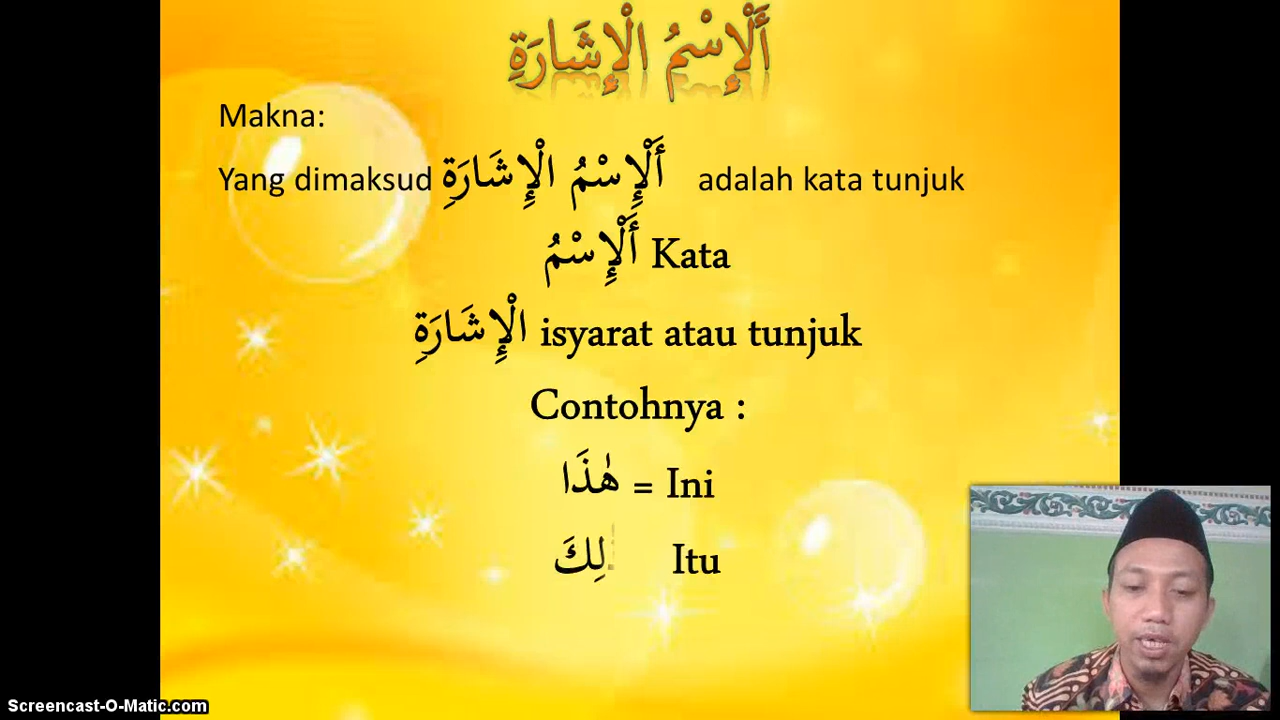 أَلْإِسْمُ الْإِشَارَةِ
Makna:
Yang dimaksud أَلْإِسْمُ الْإِشَارَةِ adalah kata tunjuk
أَلْإِسْمُ Kata
الْإِشَارَةِ isyarat atau tunjuk
Contohnya :
هٰذَا = Ini
لِكَ Itu
Screencast-O-Matic.com